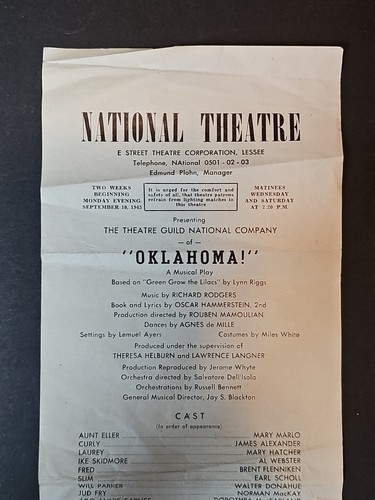 NATIONAL THEATRE
E STREET THEATRE CORPORATION, LESSEE
Telephone, NAtional 0501 - 02 - 03
Edmund Plohn, Manager
TWO WEEKS
BEGINNING
MONDAY EVENING
SEPTEMBER 10, 1945
It is urged for the comfort and
safety of all, that theatre patrons
refrain from lighting matches in
this theatre
MATINEES
WEDNESDAY
AND SATURDAY
AT 2:20 P.M.
Presenting
THE THEATRE GUILD NATIONAL COMPANY
— of —
"OKLAHOMA!"
A Musical Play
Based on "Green Grow the Lilacs" by Lynn Riggs
Music by RICHARD RODGERS
Book and Lyrics by OSCAR HAMMERSTEIN, 2nd
Production directed by ROUBEN MAMOULIAN
Dances by AGNES de MILLE
Settings by Lemuel Ayers Costumes by Miles White
Produced under the supervision of
THERESA HELBURN and LAWRENCE LANGNER
Production Reproduced by Jerome Whyte
Orchestra directed by Salvatore Dell'Isola
Orchestrations by Russell Bennett
General Musical Director, Jay S. Blackton
CAST
(In order of appearance)
AUNT ELLER MARY MARLO
CURLY JAMES ALEXANDER
LAUREY MARY HATCHER
IKE SKIDMORE AL WEBSTER
FRED BRENT FLENNIKEN
SLIM EARL SCHOLL
WILL PARKER WALTER DONAHUE
JUD FRY NORMAN MacKAY